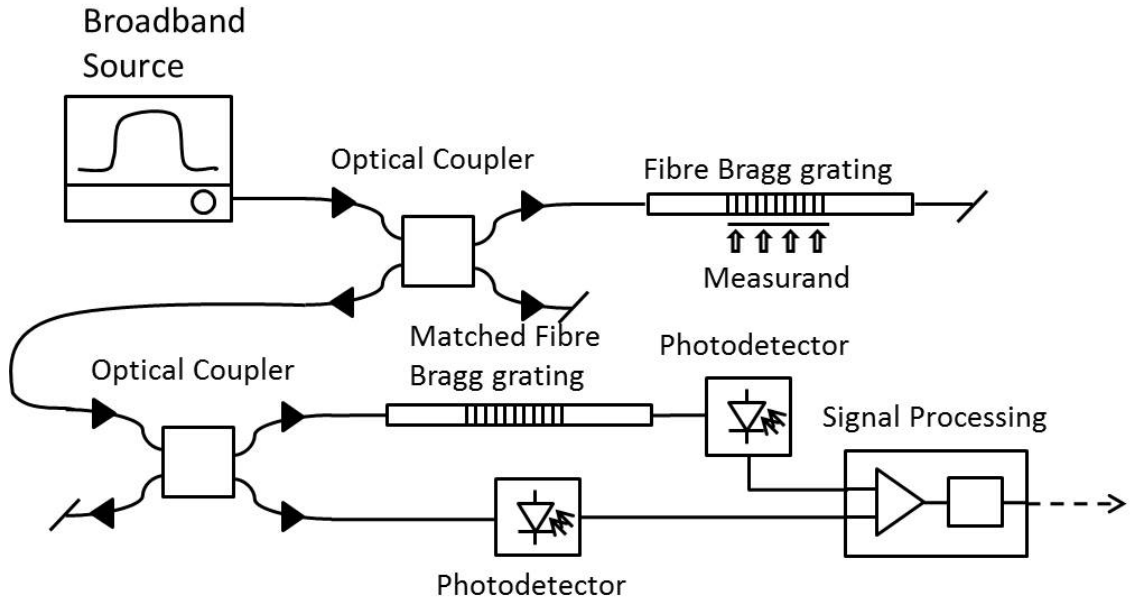 Broadband
Source
Optical Coupler
Fibre Bragg grating
Measurand
Matched Fibre
Bragg grating
Photodetector
Optical Coupler
Signal Processing
Photodetector